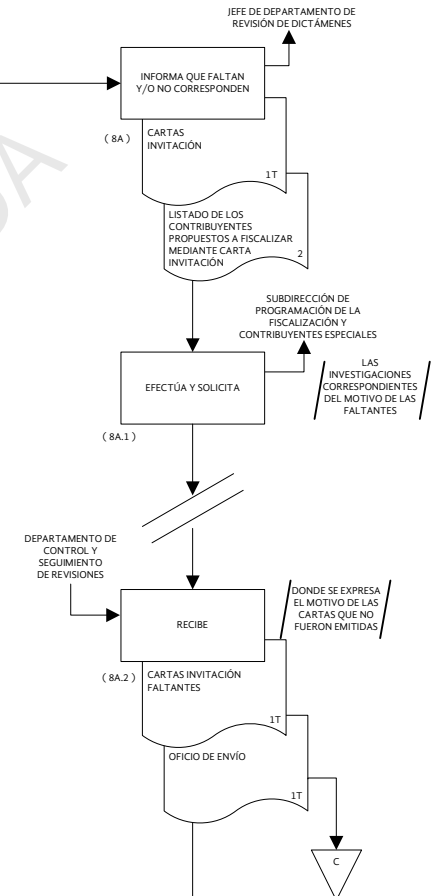 JEFE DE DEPARTAMENTO DE
REVISIÓN DE DICTÁMENES
INFORMA QUE FALTAN
Y/O NO CORRESPONDEN
( 8A )
CARTAS
INVITACIÓN
1T
LISTADO DE LOS
CONTRIBUYENTES
PROPUESTOS A FISCALIZAR
MEDIANTE CARTA
INVITACIÓN
2
SUBDIRECCIÓN DE
PROGRAMACIÓN DE LA
FISCALIZACIÓN Y
CONTRIBUYENTES ESPECIALES
EFECTÚA Y SOLICITA
LAS
INVESTIGACIONES
CORRESPONDIENTES
DEL MOTIVO DE LAS
FALTANTES
( 8A.1 )
DEPARTAMENTO DE
CONTROL Y
SEGUIMIENTO
DE REVISIONES
RECIBE
DONDE SE EXPRESA
EL MOTIVO DE LAS
CARTAS QUE NO
FUERON EMITIDAS
( 8A.2 )
CARTAS INVITACIÓN
FALTANTES
1T
OFICIO DE ENVÍO
1T
C